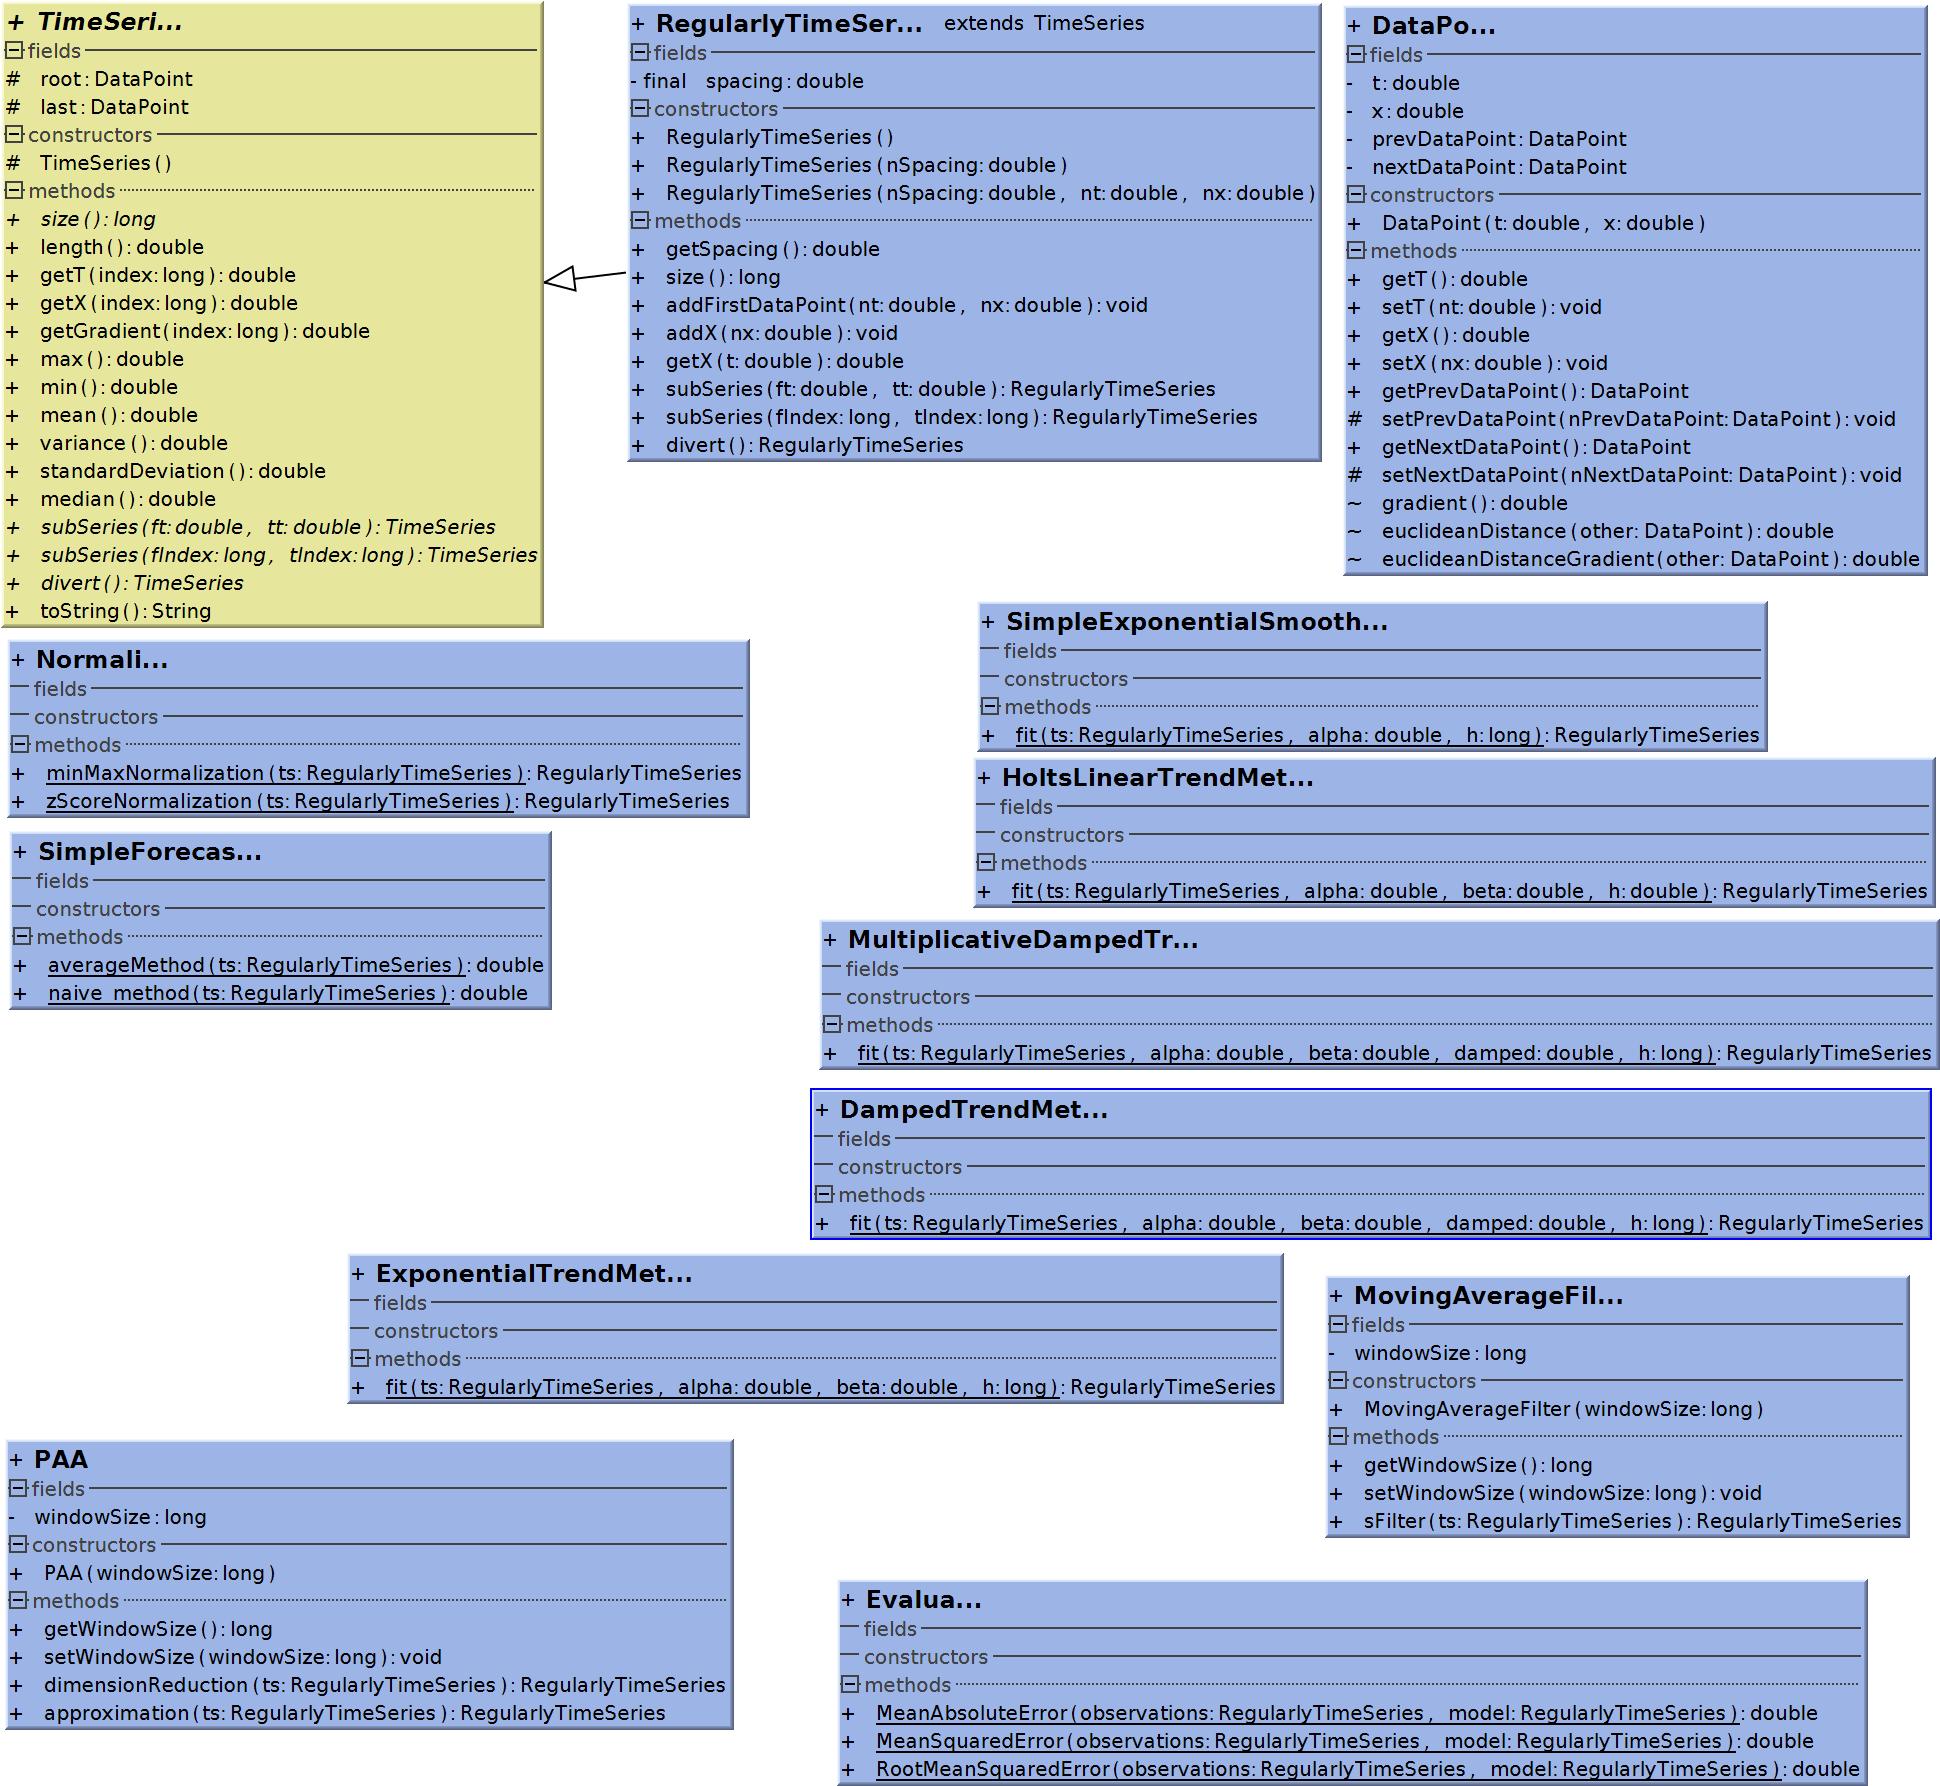 + TimeSeri...
fields
# root:DataPoint
# last:DataPoint
constructors
# TimeSeries()
methods
+ size():long
+ length():double
+ getT(index:long):double
+ getX(index:long):double
+ getGradient(index:long):double
+ max():double
+ min():double
+ mean():double
+ variance():double
+ standardDeviation():double
+ median():double
+ subSeries(ft:double, tt:double):TimeSeries
+ subSeries(fIndex:long, tIndex:long):TimeSeries
+ divert():TimeSeries
+ toString():String
+ RegularlyTimeSer... extends TimeSeries
fields
- final spacing:double
constructors
+ RegularlyTimeSeries()
+ RegularlyTimeSeries(nSpacing:double)
+ RegularlyTimeSeries(nSpacing:double, nt:double, nx:double)
methods
+ getSpacing():double
+ size():long
+ addFirstDataPoint(nt:double, nx:double):void
+ addX(nx:double):void
+ getX(t:double):double
+ subSeries(ft:double, tt:double):RegularlyTimeSeries
+ subSeries(fIndex:long, tIndex:long):RegularlyTimeSeries
+ divert():RegularlyTimeSeries
+ DataPo...
fields
- t:double
- x:double
- prevDataPoint:DataPoint
- nextDataPoint:DataPoint
constructors
+ DataPoint(t:double, x:double)
methods
+ getT():double
+ setT(nt:double):void
+ getX():double
+ setX(nx:double):void
+ getPrevDataPoint():DataPoint
# setPrevDataPoint(nPrevDataPoint:DataPoint):void
+ getNextDataPoint():DataPoint
# setNextDataPoint(nNextDataPoint:DataPoint):void
~ gradient():double
~ euclideanDistance(other:DataPoint):double
~ euclideanDistanceGradient(other:DataPoint):double
+ Normali...
fields
constructors
methods
+ minMaxNormalization(ts:RegularlyTimeSeries):RegularlyTimeSeries
+ zScoreNormalization(ts:RegularlyTimeSeries):RegularlyTimeSeries
+ SimpleExponentialSmooth...
fields
constructors
methods
+ fit(ts:RegularlyTimeSeries, alpha:double, h:long):RegularlyTimeSeries
+ HoltsLinearTrendMet...
fields
constructors
methods
+ fit(ts:RegularlyTimeSeries, alpha:double, beta:double, h:double):RegularlyTimeSeries
+ SimpleForecas...
fields
constructors
methods
+ averageMethod(ts:RegularlyTimeSeries):double
+ naive_method(ts:RegularlyTimeSeries):double
+ MultiplicativeDampedTr...
fields
constructors
methods
+ fit(ts:RegularlyTimeSeries, alpha:double, beta:double, damped:double, h:long):RegularlyTimeSeries
+ DampedTrendMet...
fields
constructors
methods
+ fit(ts:RegularlyTimeSeries, alpha:double, beta:double, damped:double, h:long):RegularlyTimeSeries
+ ExponentialTrendMet...
fields
constructors
methods
+ fit(ts:RegularlyTimeSeries, alpha:double, beta:double, h:long):RegularlyTimeSeries
+ MovingAverageFil...
fields
- windowSize:long
constructors
+ MovingAverageFilter(windowSize:long)
methods
+ getWindowSize():long
+ setWindowSize(windowSize:long):void
+ sFilter(ts:RegularlyTimeSeries):RegularlyTimeSeries
+ PAA
fields
- windowSize:long
constructors
+ PAA(windowSize:long)
methods
+ getWindowSize():long
+ setWindowSize(windowSize:long):void
+ dimensionReduction(ts:RegularlyTimeSeries):RegularlyTimeSeries
+ approximation(ts:RegularlyTimeSeries):RegularlyTimeSeries
+ Evalua...
fields
constructors
methods
+ MeanAbsoluteError(observations:RegularlyTimeSeries, model:RegularlyTimeSeries):double
+ MeanSquaredError(observations:RegularlyTimeSeries, model:RegularlyTimeSeries):double
+ RootMeanSquaredError(observations:RegularlyTimeSeries, model:RegularlyTimeSeries):double